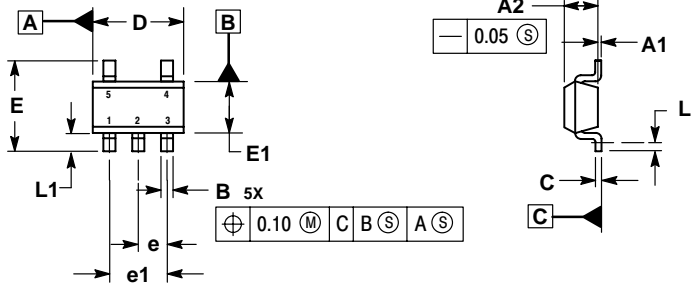 A2
A
D
B
— 0.05 Ⓢ
A1
E
5 4
1 2 3
L
E1
L1
B 5X
C
⌖ 0.10 Ⓜ C B Ⓢ A Ⓢ
C
e
e1